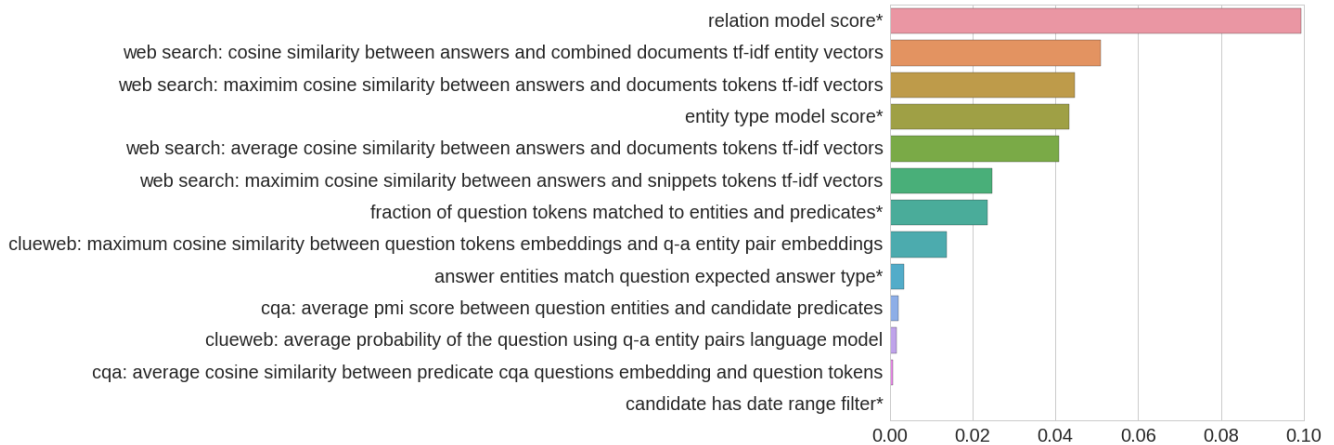 relation model score*
web search: cosine similarity between answers and combined documents tf-idf entity vectors
web search: maximim cosine similarity between answers and documents tokens tf-idf vectors
entity type model score*
web search: average cosine similarity between answers and documents tokens tf-idf vectors
web search: maximim cosine similarity between answers and snippets tokens tf-idf vectors
fraction of question tokens matched to entities and predicates*
clueweb: maximum cosine similarity between question tokens embeddings and q-a entity pair embeddings
answer entities match question expected answer type*
cqa: average pmi score between question entities and candidate predicates
clueweb: average probability of the question using q-a entity pairs language model
cqa: average cosine similarity between predicate cqa questions embedding and question tokens
candidate has date range filter*
0.00 0.02 0.04 0.06 0.08 0.10